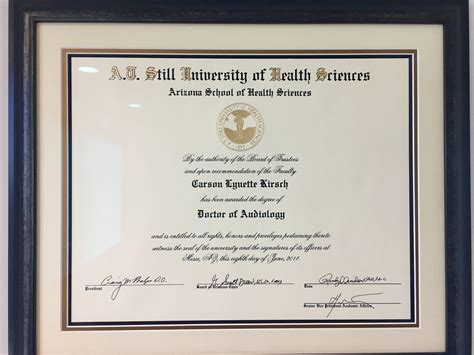 A.T. Still University of Health Sciences
Arizona School of Health Sciences
By the authority of the Board of Trustees
and upon recommendation of the Faculty
Carson Lynette Kirsch
has been awarded the degree of
Doctor of Audiology
and is entitled to all rights, honors and privileges pertaining thereto
witness the seal of the university and the signatures of its officers at
Mesa, AZ, this eighth day of June, 2018.
President
Board of Trustees Chair
Dean
Senior Vice President Academic Affairs